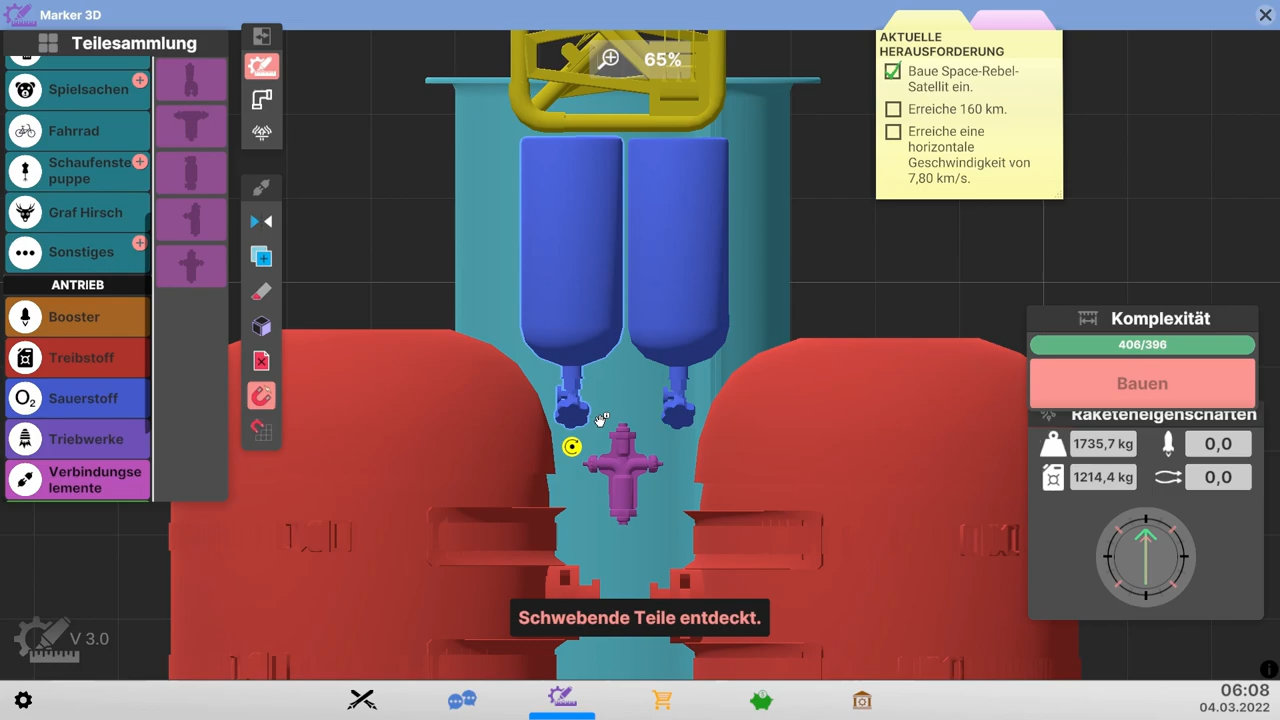 Marker 3D
Teilesammlung
Spielsachen
Fahrrad
Schaufenste
puppe
Graf Hirsch
Sonstiges
ANTRIEB
Booster
Treibstoff
O2
Sauerstoff
Triebwerke
Verbindungse
lemente
65%
AKTUELLE
HERAUSFORDERUNG
Baue Space-Rebel-
Satellit ein.
Erreiche 160 km.
Erreiche eine
horizontale
Geschwindigkeit von
7,80 km/s.
Komplexität
406/396
Bauen
Raketeneigenschaften
1735,7 kg
0,0
1214,4 kg
0,0
Schwebende Teile entdeckt.
V 3.0
06:08
04.03.2022